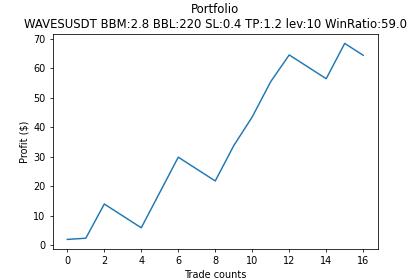 Portfolio
WAVESUSDT BBM:2.8 BBL:220 SL:0.4 TP:1.2 lev:10 WinRatio:59.0
70
60
50
40
30
20
10
0
Profit ($)
0 2 4 6 8 10 12 14 16
Trade counts